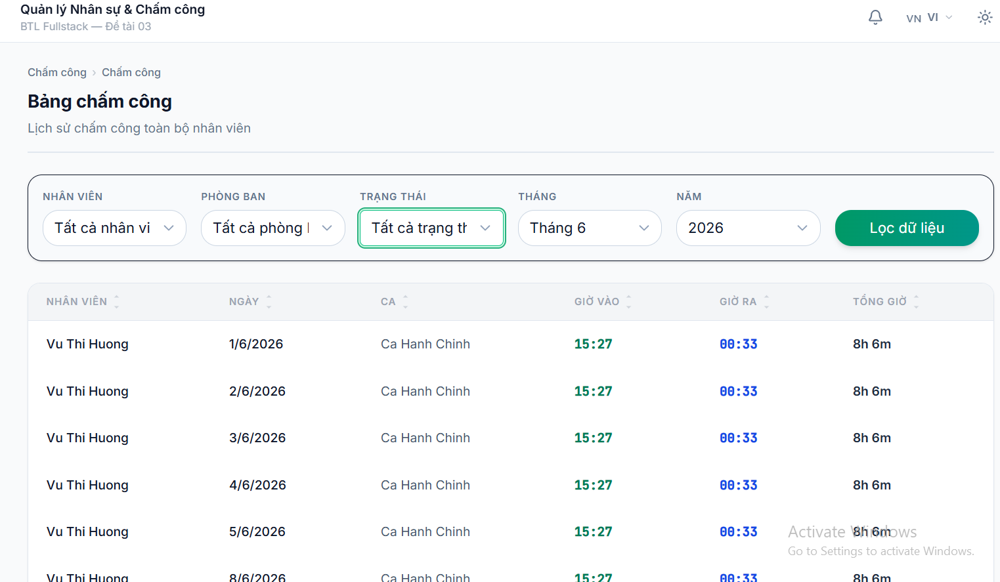 Quản lý Nhân sự & Chấm công
BTL Fullstack — Đề tài 03
VN VI
Chấm công › Chấm công
Bảng chấm công
Lịch sử chấm công toàn bộ nhân viên
NHÂN VIÊN PHÒNG BAN TRẠNG THÁI THÁNG NĂM
Tất cả nhân vi Tất cả phòng Tất cả trạng th Tháng 6 2026 Lọc dữ liệu
NHÂN VIÊN NGÀY CA GIỜ VÀO GIỜ RA TỔNG GIỜ
Vu Thi Huong 1/6/2026 Ca Hanh Chinh 15:27 00:33 8h 6m
Vu Thi Huong 2/6/2026 Ca Hanh Chinh 15:27 00:33 8h 6m
Vu Thi Huong 3/6/2026 Ca Hanh Chinh 15:27 00:33 8h 6m
Vu Thi Huong 4/6/2026 Ca Hanh Chinh 15:27 00:33 8h 6m
Vu Thi Huong 5/6/2026 Ca Hanh Chinh 15:27 00:33 8h 6m
Activate Windows
Go to Settings to activate Windows.
Vu Thi Huong 8/6/2026 Ca Hanh Chinh 15:27 00:33 8h 6m